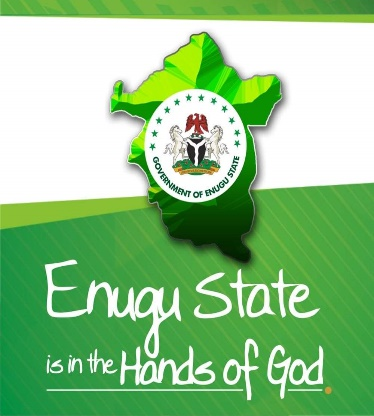 GOVERNMENT OF ENUGU STATE
Enugu State
is in the Hands of God.